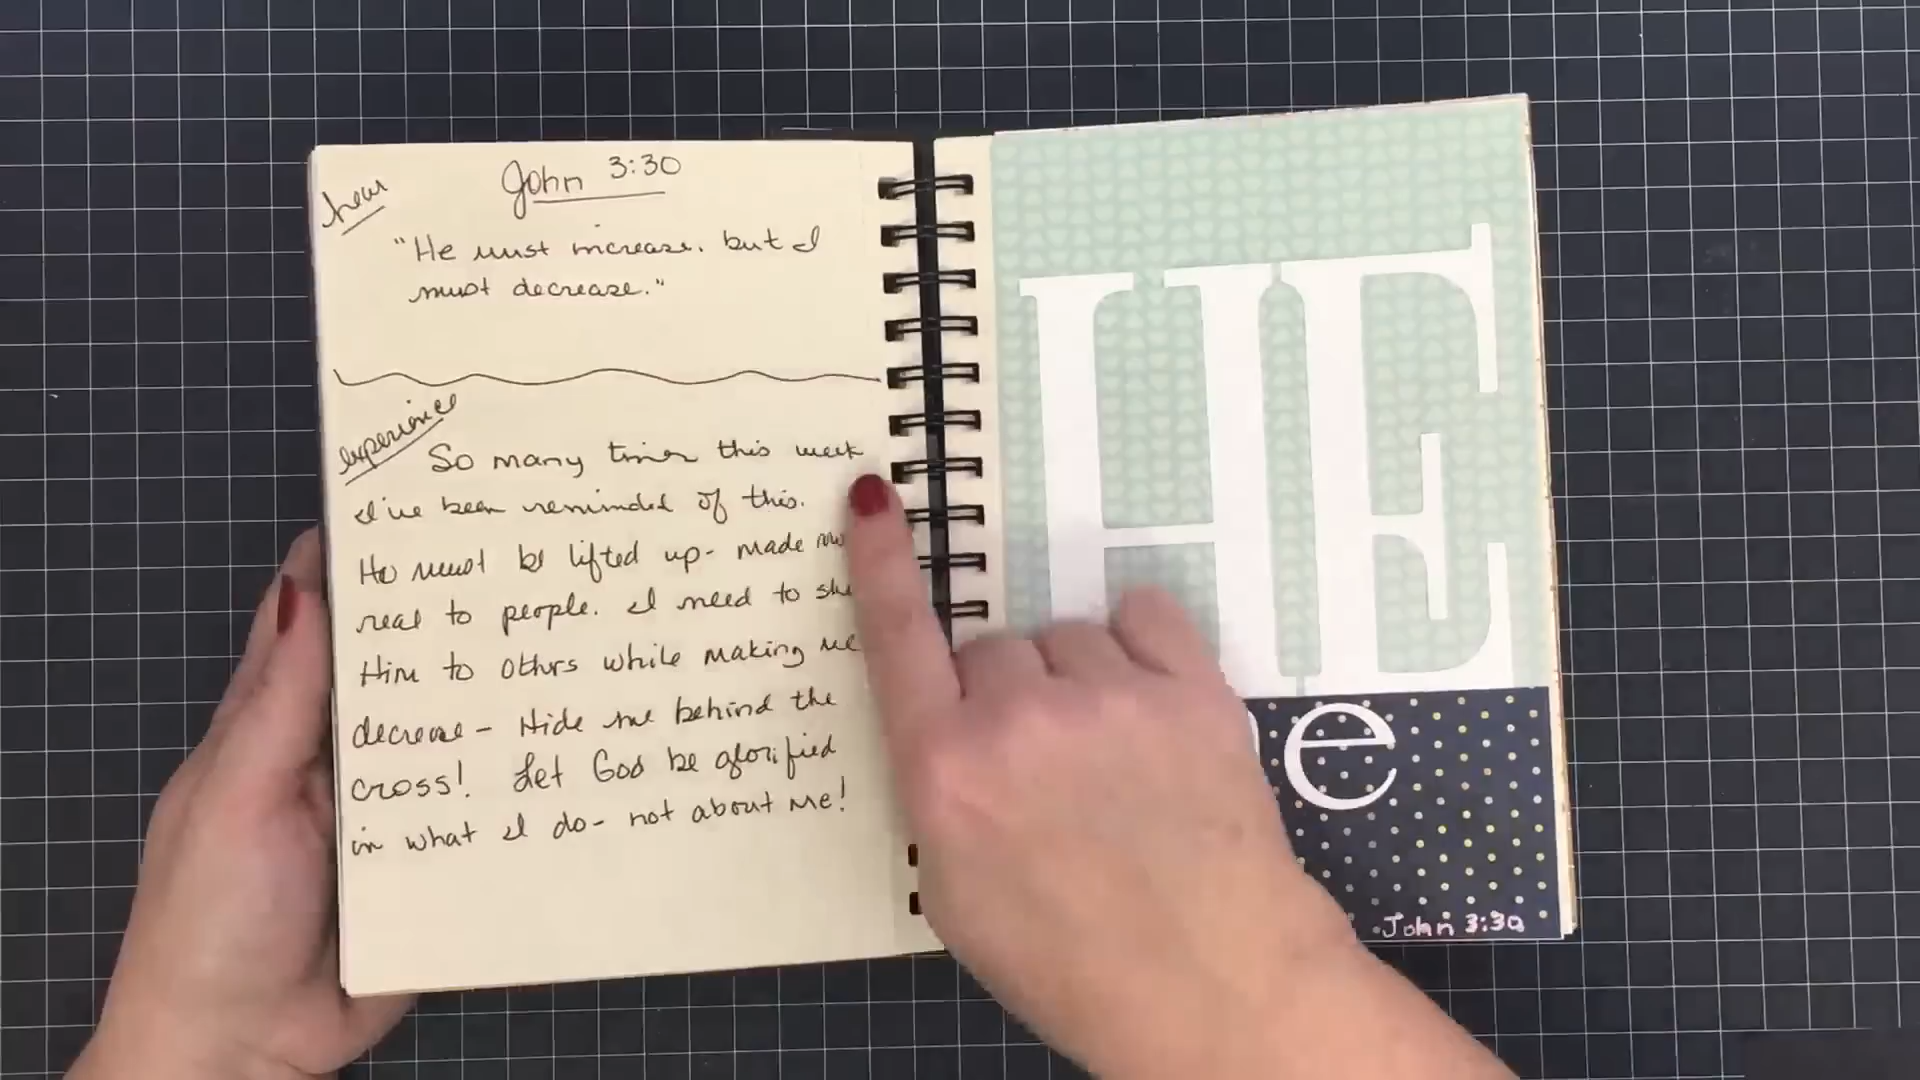 hear
John 3:30
"He must increase. but I
must decrease."
experience
So many times this week
I've been reminded of this.
He must be lifted up - made
real to people. I need to
Him to others while making me
decrease - Hide me behind the
cross! Let God be glorified
in what I do - not about me!
HE
e
John 3:30